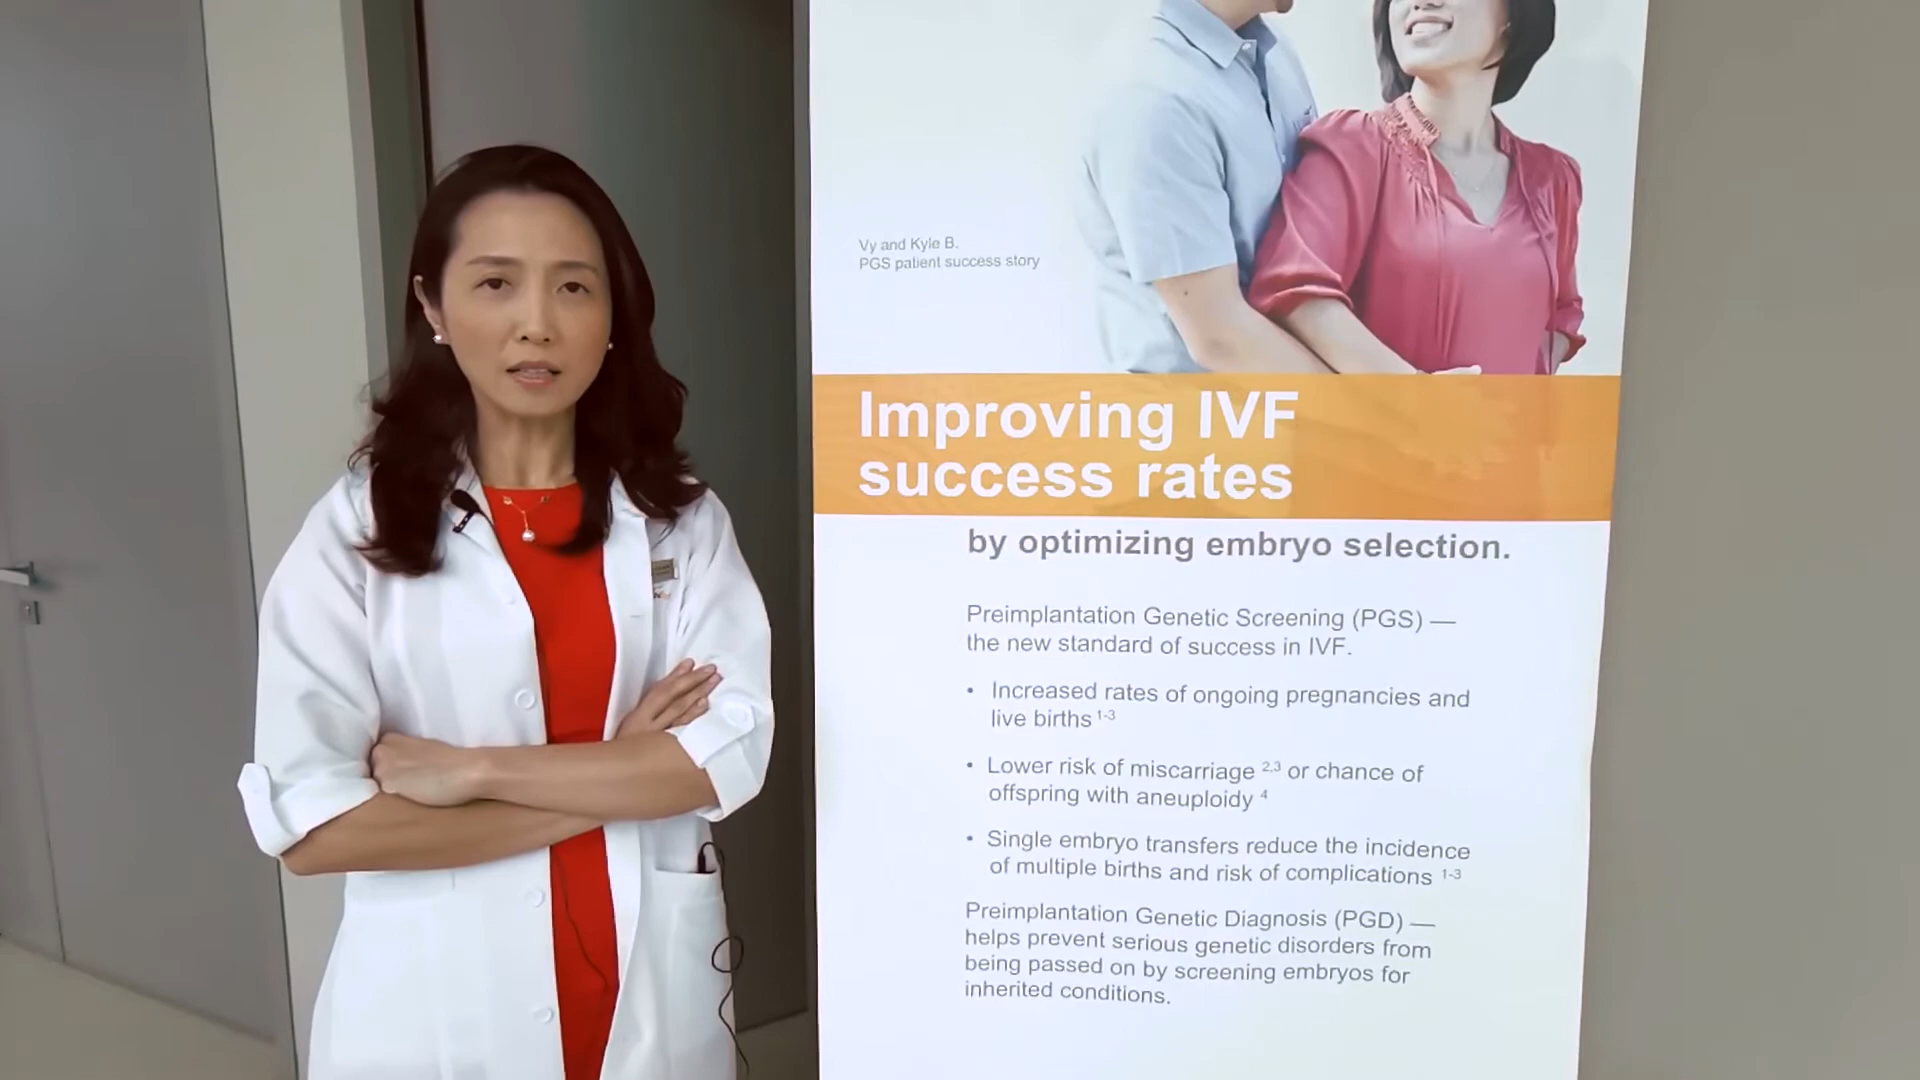 Vy and Kyle B.
PGS patient success story
Improving IVF
success rates
by optimizing embryo selection.
Preimplantation Genetic Screening (PGS) —
the new standard of success in IVF.
• Increased rates of ongoing pregnancies and
live births 1-3
• Lower risk of miscarriage 2,3 or chance of
offspring with aneuploidy 4
• Single embryo transfers reduce the incidence
of multiple births and risk of complications 1-3
Preimplantation Genetic Diagnosis (PGD) —
helps prevent serious genetic disorders from
being passed on by screening embryos for
inherited conditions.